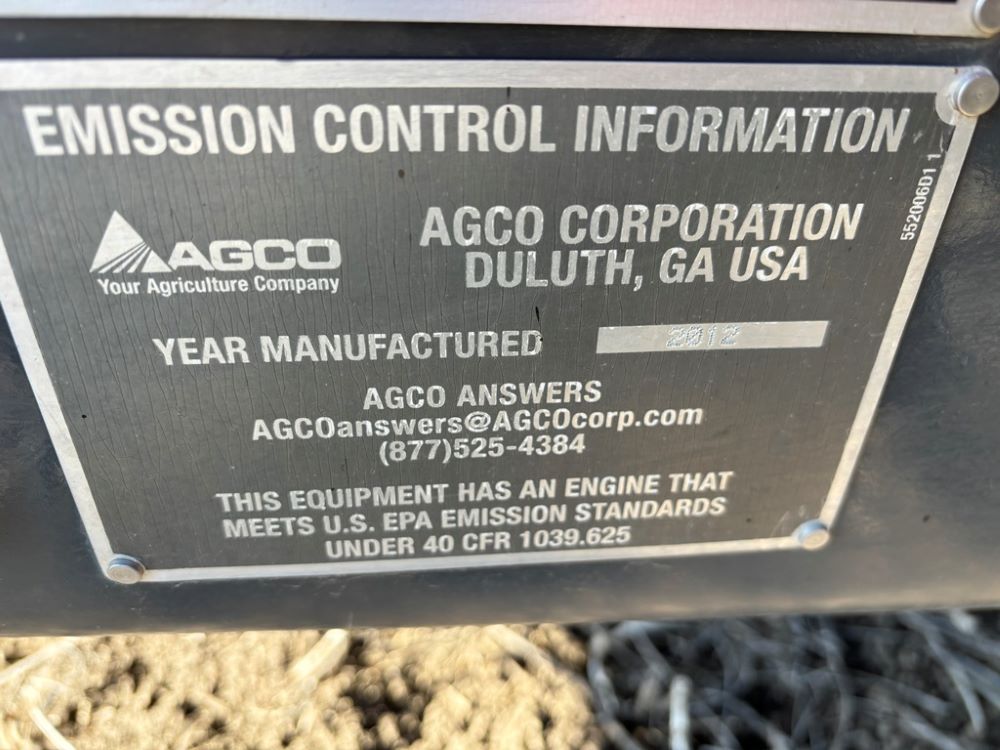 EMISSION CONTROL INFORMATION
552006D1 1
AGCO
Your Agriculture Company
AGCO CORPORATION
DULUTH, GA USA
YEAR MANUFACTURED 2012
AGCO ANSWERS
AGCOanswers@AGCOcorp.com
(877)525-4384
THIS EQUIPMENT HAS AN ENGINE THAT
MEETS U.S. EPA EMISSION STANDARDS
UNDER 40 CFR 1039.625